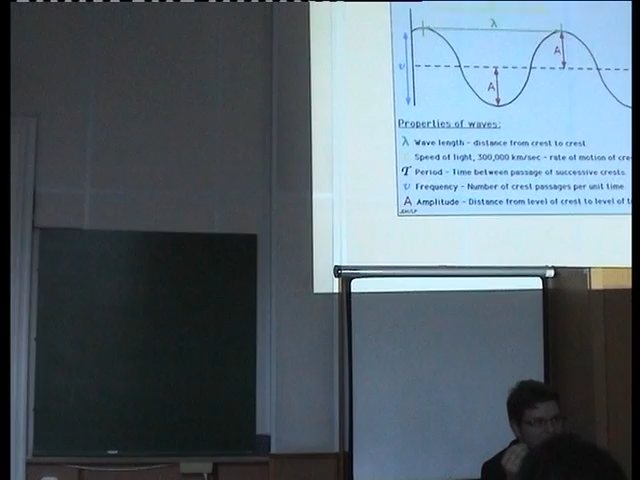 λ
A
υ
A
Properties of waves:
λ Wave length - distance from crest to crest
Speed of light, 300,000 km/sec - rate of motion of cre
T Period - Time between passage of successive crests.
υ Frequency - Number of crest passages per unit time.
A Amplitude - Distance from level of crest to level of t